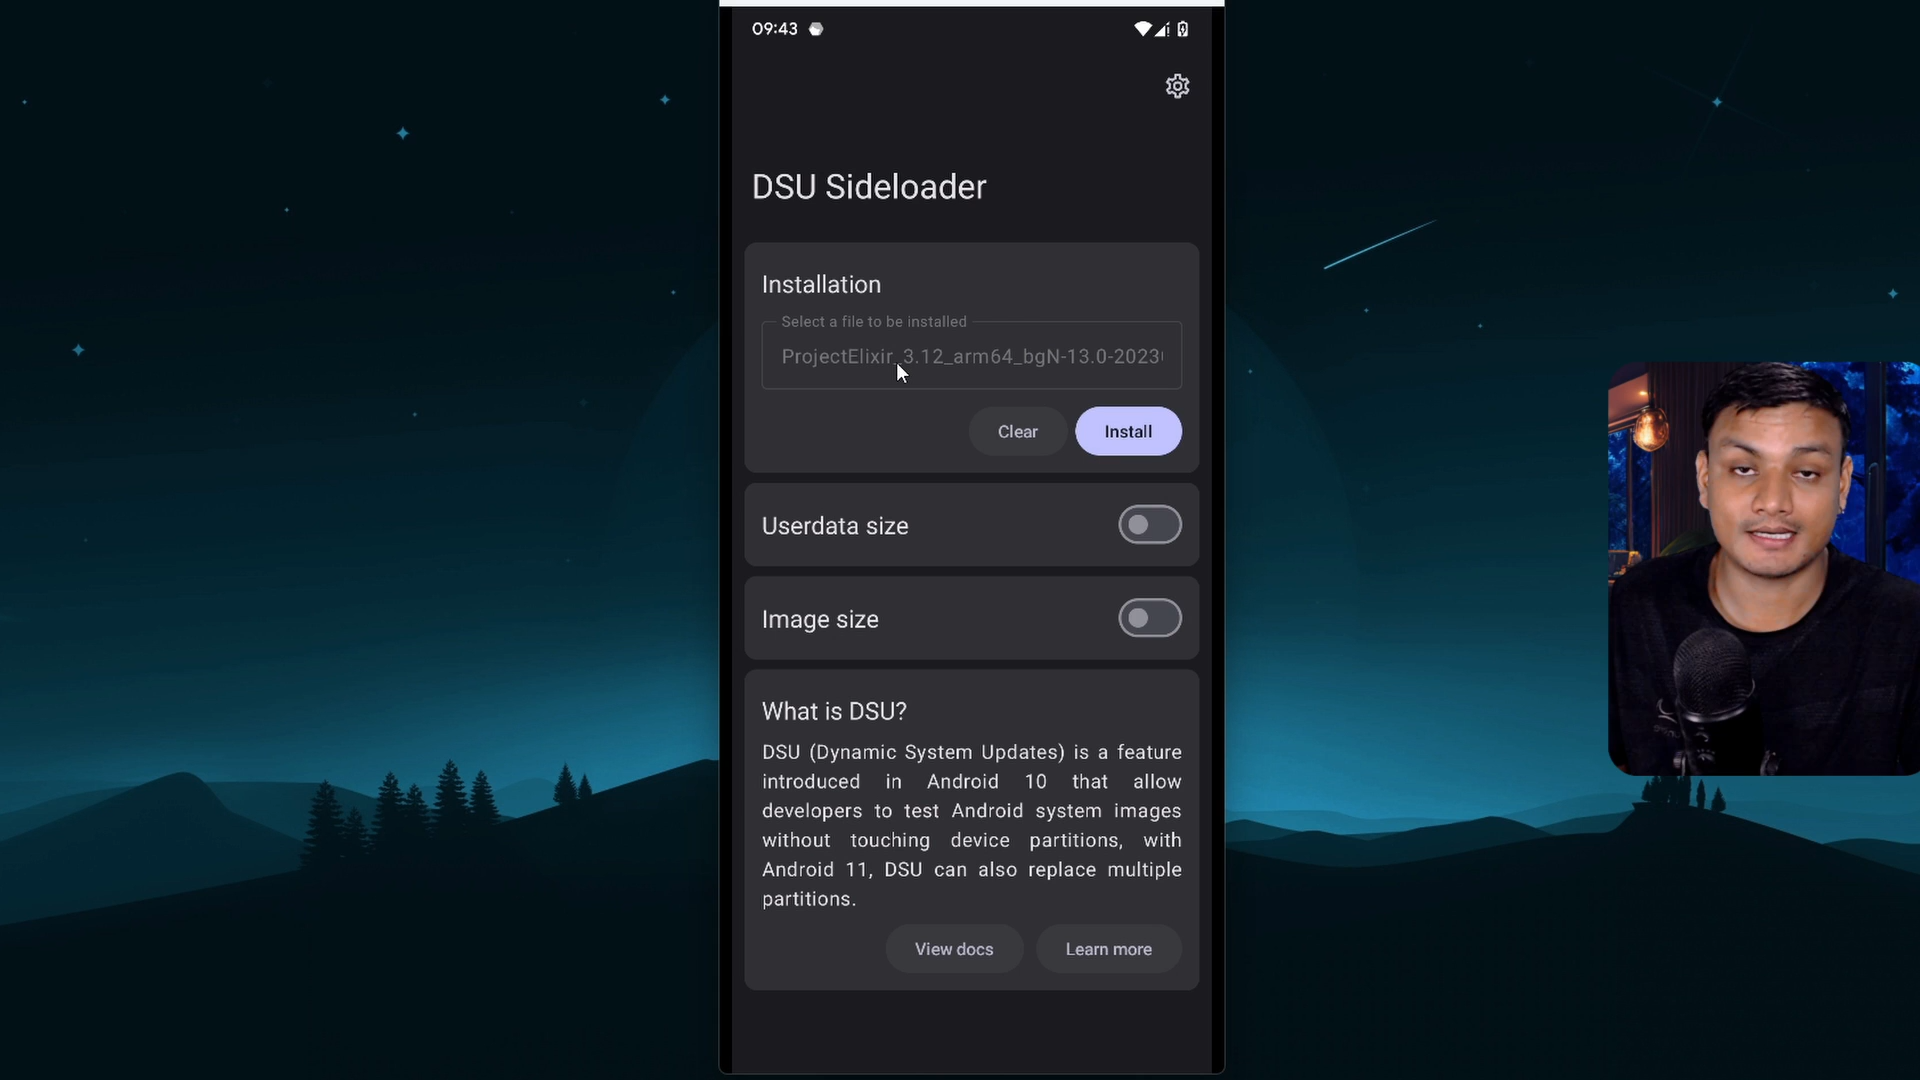 09:43
DSU Sideloader
Installation
Select a file to be installed
ProjectElixir_3.12_arm64_bgN-13.0-2023
Clear
Install
Userdata size
Image size
What is DSU?
DSU (Dynamic System Updates) is a feature
introduced in Android 10 that allow
developers to test Android system images
without touching device partitions, with
Android 11, DSU can also replace multiple
partitions.
View docs
Learn more